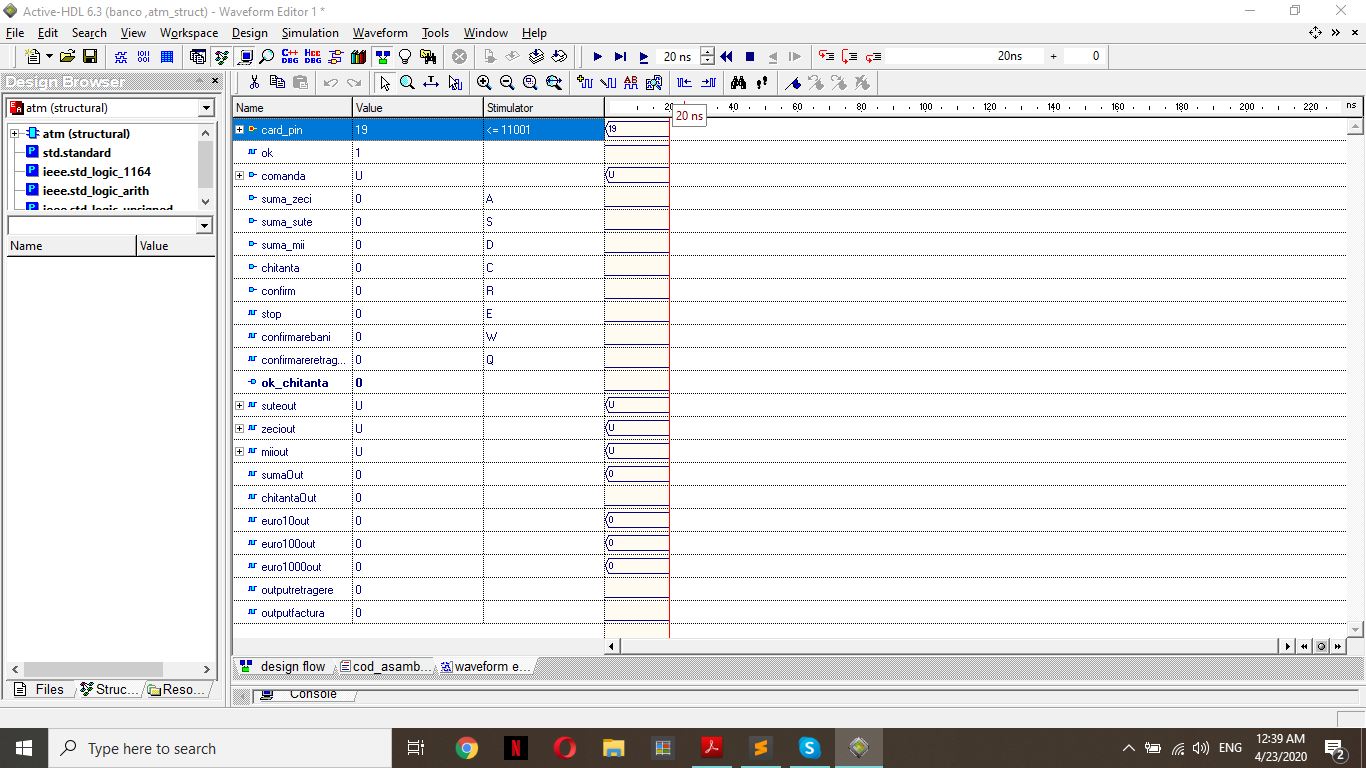 Active-HDL 6.3 (banco ,atm_struct) - Waveform Editor 1 *
File Edit Search View Workspace Design Simulation Waveform Tools Window Help
C++ DBG Hdc DBG 20 ns 20ns + 0
Design Browser
AB
atm (structural)
Name Value Stimulator 20 40 60 80 100 120 140 160 180 200 220 ns
20 ns
atm (structural)
std.standard
ieee.std_logic_1164
ieee.std_logic_arith
ieee.std_logic_unsigned
Name Value
card_pin 19 <= 11001 19
ok 1
comanda U U
suma_zeci 0 A
suma_sute 0 S
suma_mii 0 D
chitanta 0 C
confirm 0 R
stop 0 E
confirmarebani 0 W
confirmareretrag... 0 Q
ok_chitanta 0
suteout U U
zeciout U U
miiout U U
sumaOut 0 0
chitantaOut 0
euro10out 0 0
euro100out 0 0
euro1000out 0 0
outputretragere 0
outputfactura 0
design flow cod_asamb... waveform e...
Files Struc... Reso...
Console
Type here to search
ENG
12:39 AM
4/23/2020
2